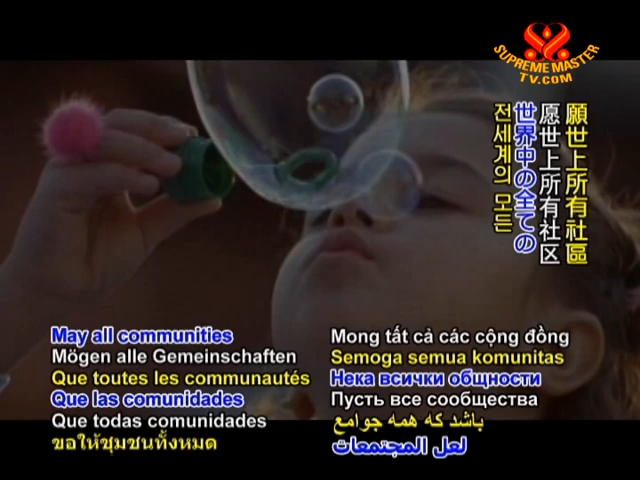 SUPREME MASTER
TV.COM
願世上所有社區
愿世上所有社区
世界中の全ての
전세계의 모든
May all communities
Mögen alle Gemeinschaften
Que toutes les communautés
Que las comunidades
Que todas comunidades
ขอให้ชุมชนทั้งหมด
Mong tất cả các cộng đồng
Semoga semua komunitas
Нека всички общности
Пусть все сообщества
باشد که همه جوامع
لعل المجتمعات